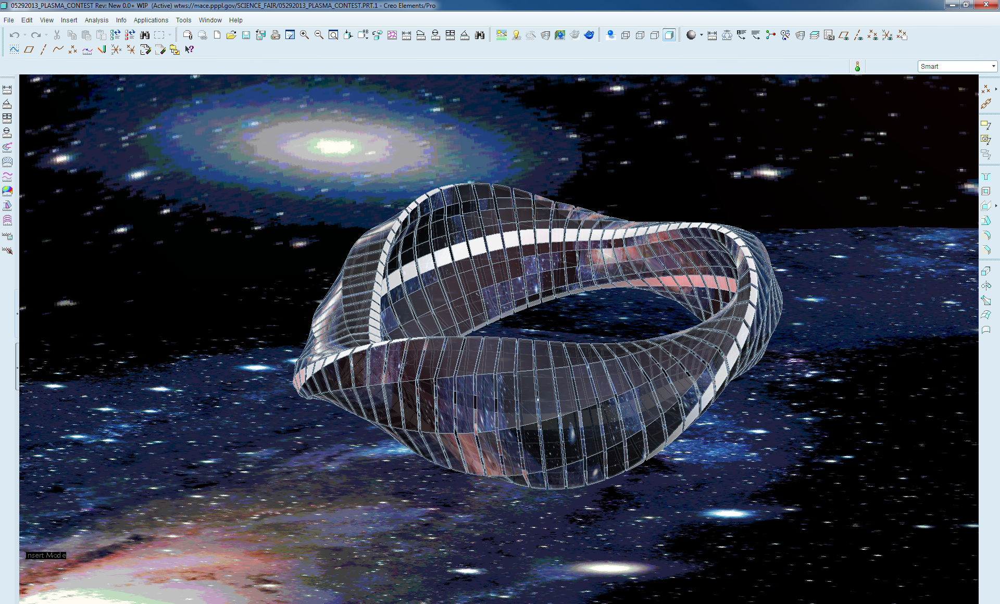 05292013_PLASMA_CONTEST Rev: New 0.0+ WIP  (Active) wtws://mace.pppl.gov/SCIENCE_FAIR/05292013_PLASMA_CONTEST.PRT.1 - Creo Elements/Pro
File Edit View Insert Analysis Info Applications Tools Window Help
Smart
Insert Mode